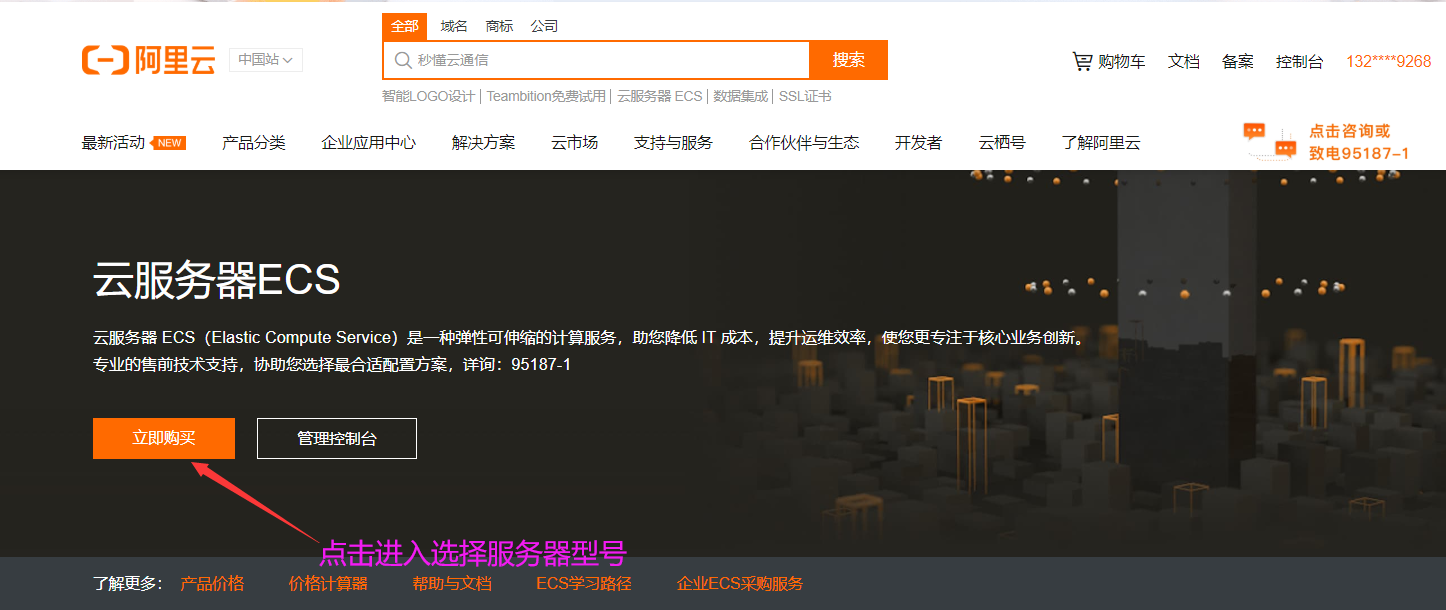 全部 域名 商标 公司
阿里云 中国站 秒懂云通信 搜索 购物车 文档 备案 控制台 132****9268
智能LOGO设计 | Teambition免费试用 | 云服务器 ECS | 数据集成 | SSL证书
最新活动 NEW 产品分类 企业应用中心 解决方案 云市场 支持与服务 合作伙伴与生态 开发者 云栖号 了解阿里云
点击咨询或
致电95187-1
云服务器ECS
云服务器 ECS（Elastic Compute Service）是一种弹性可伸缩的计算服务，助您降低 IT 成本，提升运维效率，使您更专注于核心业务创新。
专业的售前技术支持，协助您选择最合适配置方案，详询：95187-1
立即购买 管理控制台
点击进入选择服务器型号
了解更多： 产品价格 价格计算器 帮助与文档 ECS学习路径 企业ECS采购服务